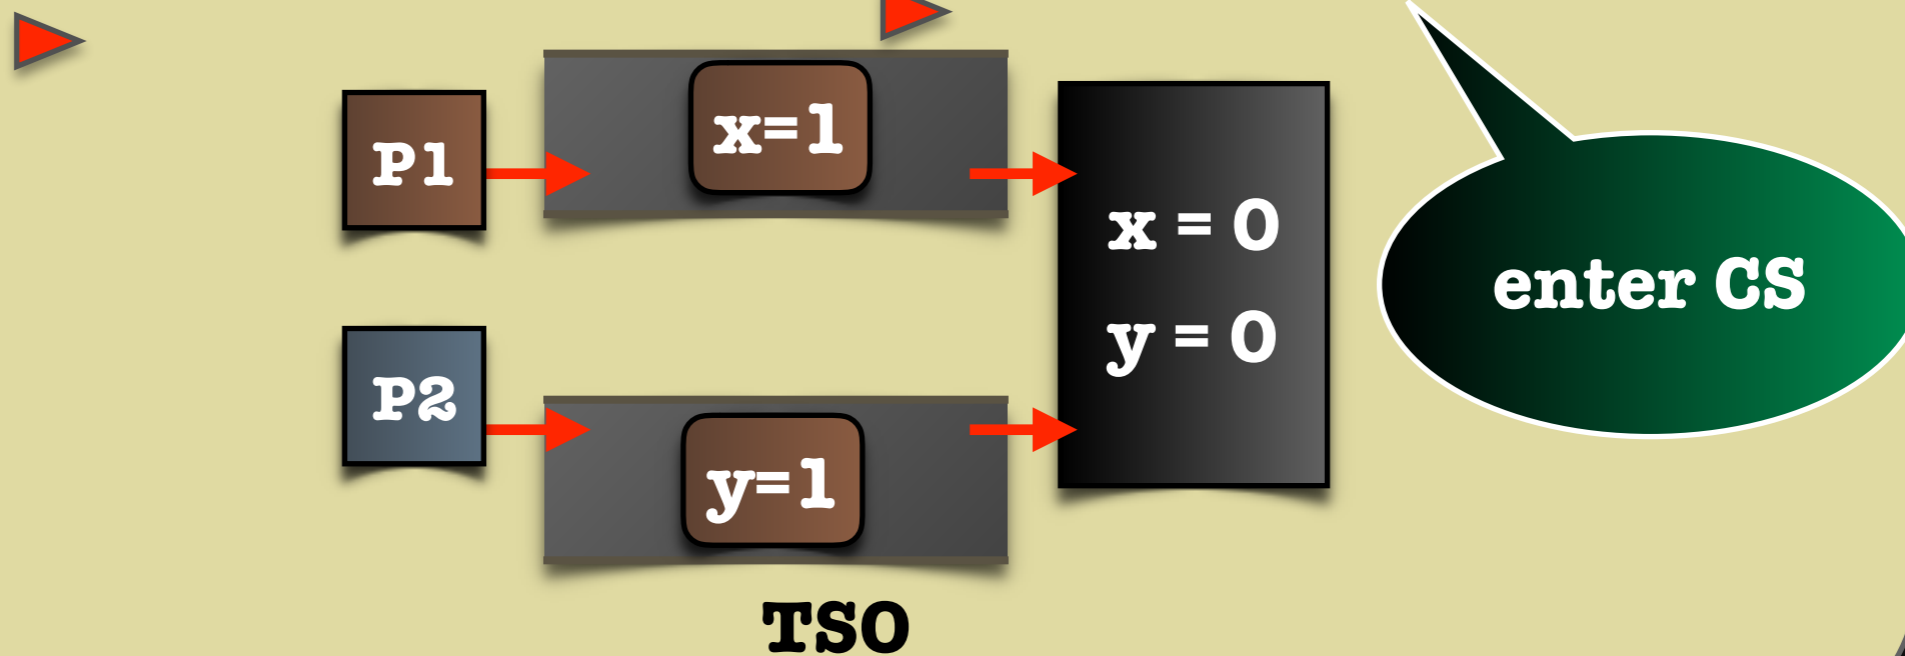 P1
x=1
x = 0
y = 0
enter CS
P2
y=1
TSO